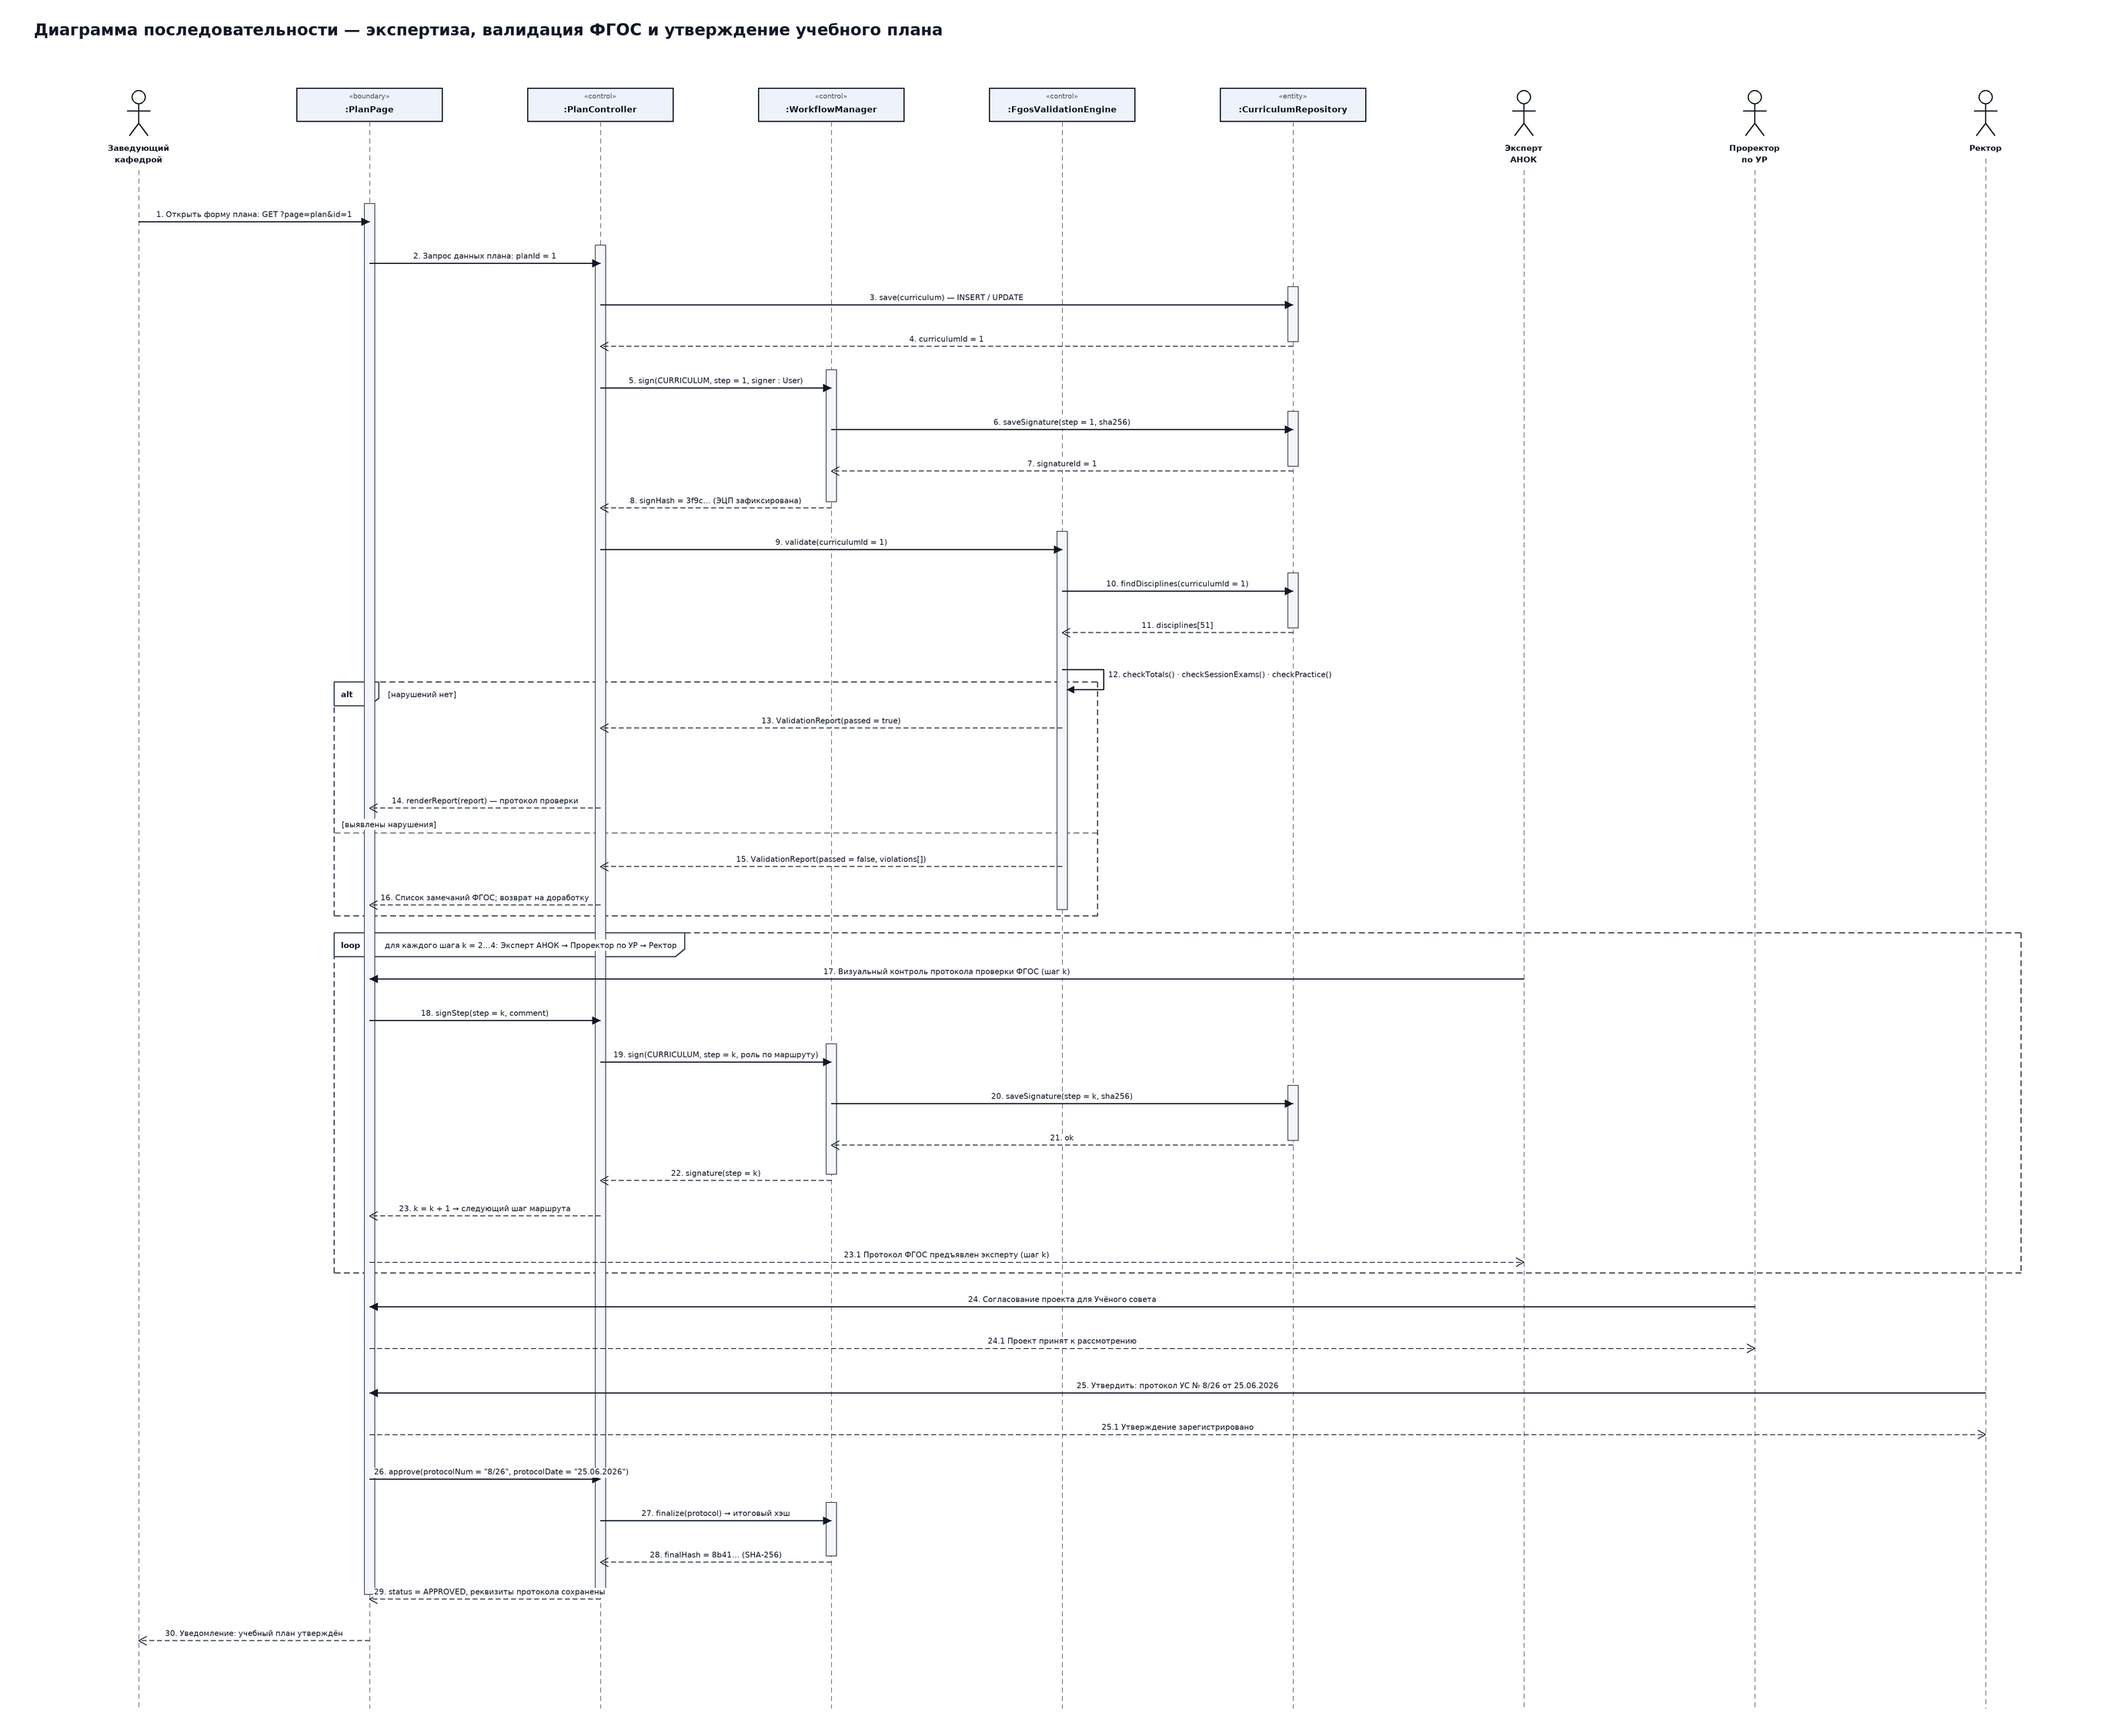 Диаграмма последовательности — экспертиза, валидация ФГОС и утверждение учебного плана
Заведующий
кафедрой
«boundary»
:PlanPage
«control»
:PlanController
«control»
:WorkflowManager
«control»
:FgosValidationEngine
«entity»
:CurriculumRepository
Эксперт
АНОК
Проректор
по УР
Ректор
1. Открыть форму плана: GET ?page=plan&id=1
2. Запрос данных плана: planId = 1
3. save(curriculum) — INSERT / UPDATE
4. curriculumId = 1
5. sign(CURRICULUM, step = 1, signer : User)
6. saveSignature(step = 1, sha256)
7. signatureId = 1
8. signHash = 3f9c... (ЭЦП зафиксирована)
9. validate(curriculumId = 1)
10. findDisciplines(curriculumId = 1)
11. disciplines[51]
12. checkTotals() · checkSessionExams() · checkPractice()
alt
[нарушений нет]
13. ValidationReport(passed = true)
14. renderReport(report) — протокол проверки
[выявлены нарушения]
15. ValidationReport(passed = false, violations[])
16. Список замечаний ФГОС; возврат на доработку
loop
для каждого шага k = 2...4: Эксперт АНОК → Проректор по УР → Ректор
17. Визуальный контроль протокола проверки ФГОС (шаг k)
18. signStep(step = k, comment)
19. sign(CURRICULUM, step = k, роль по маршруту)
20. saveSignature(step = k, sha256)
21. ok
22. signature(step = k)
23. k = k + 1 → следующий шаг маршрута
23.1 Протокол ФГОС предъявлен эксперту (шаг k)
24. Согласование проекта для Учёного совета
24.1 Проект принят к рассмотрению
25. Утвердить: протокол УС № 8/26 от 25.06.2026
25.1 Утверждение зарегистрировано
26. approve(protocolNum = "8/26", protocolDate = "25.06.2026")
27. finalize(protocol) → итоговый хэш
28. finalHash = 8b41... (SHA-256)
29. status = APPROVED, реквизиты протокола сохранены
30. Уведомление: учебный план утверждён